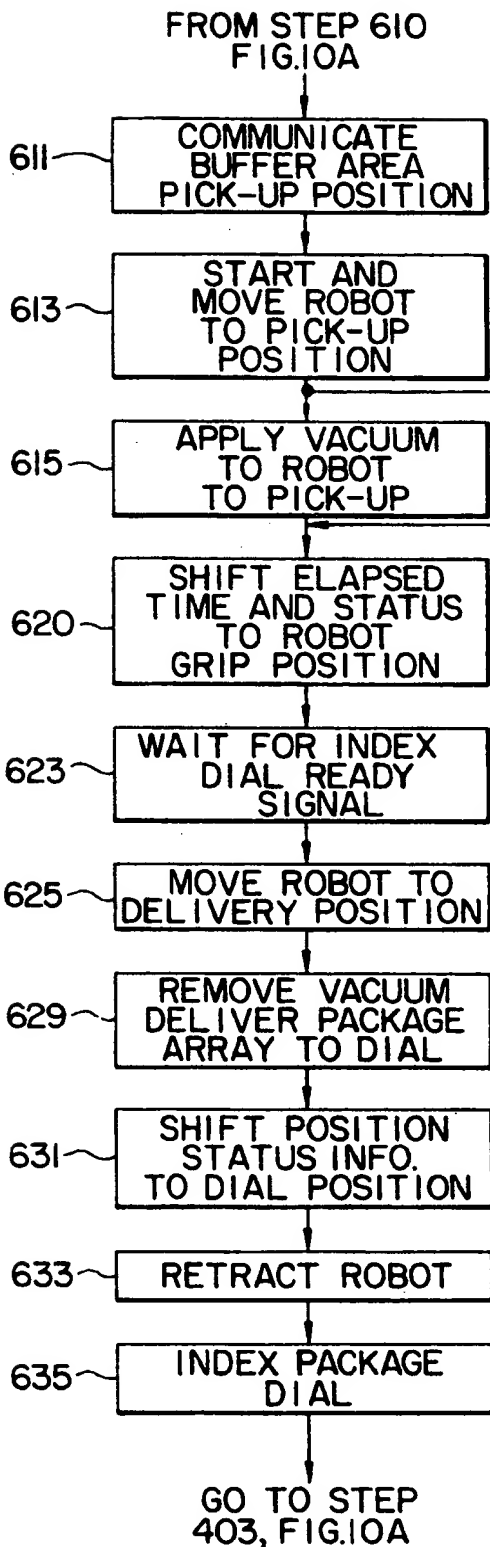 FROM STEP 610
FIG.10A
611
COMMUNICATE
BUFFER AREA
PICK-UP POSITION
613
START AND
MOVE ROBOT
TO PICK-UP
POSITION
615
APPLY VACUUM
TO ROBOT
TO PICK-UP
620
SHIFT ELAPSED
TIME AND STATUS
TO ROBOT
GRIP POSITION
623
WAIT FOR INDEX
DIAL READY
SIGNAL
625
MOVE ROBOT TO
DELIVERY POSITION
629
REMOVE VACUUM
DELIVER PACKAGE
ARRAY TO DIAL
631
SHIFT POSITION
STATUS INFO.
TO DIAL POSITION
633
RETRACT ROBOT
635
INDEX PACKAGE
DIAL
GO TO STEP
403, FIG.10A